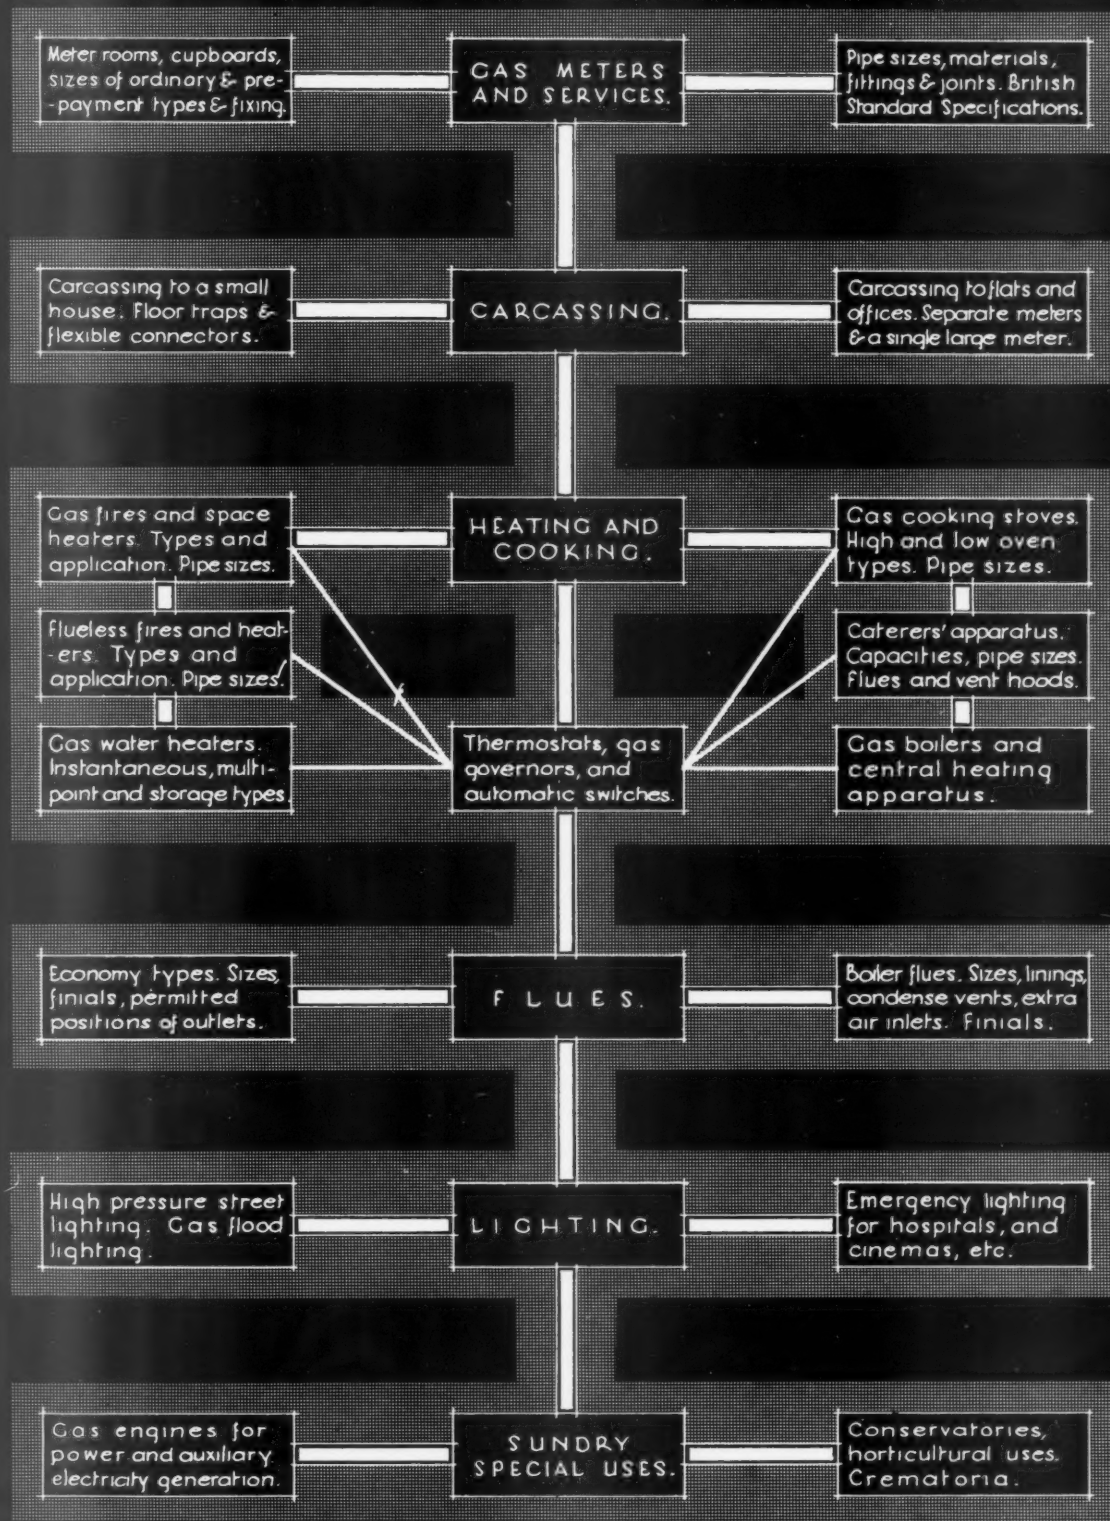 Meter rooms, cupboards,
sizes of ordinary & pre-
-payment types & fixing.
GAS METERS
AND SERVICES.
Pipe sizes, materials,
fittings & joints. British
Standard Specifications.
Carcassing to a small
house. Floor traps &
flexible connectors.
CARCASSING.
Carcassing to flats and
offices. Separate meters
& a single large meter.
Gas fires and space
heaters. Types and
application. Pipe sizes.
HEATING AND
COOKING.
Gas cooking stoves.
High and low oven
types. Pipe sizes.
Flueless fires and heat-
-ers. Types and
application. Pipe sizes.
Caterers' apparatus.
Capacities, pipe sizes.
Flues and vent hoods.
Gas water heaters.
Instantaneous, multi-
point and storage types.
Thermostats, gas
governors, and
automatic switches.
Gas boilers and
central heating
apparatus.
Economy types. Sizes,
finials, permitted
positions of outlets.
FLUES.
Boiler flues. Sizes, linings,
condense vents, extra
air inlets. Finials.
High pressure street
lighting. Gas flood
lighting.
LIGHTING.
Emergency lighting
for hospitals, and
cinemas, etc.
Gas engines for
power and auxiliary
electricity generation.
SUNDRY
SPECIAL USES.
Conservatories,
horticultural uses.
Crematoria.